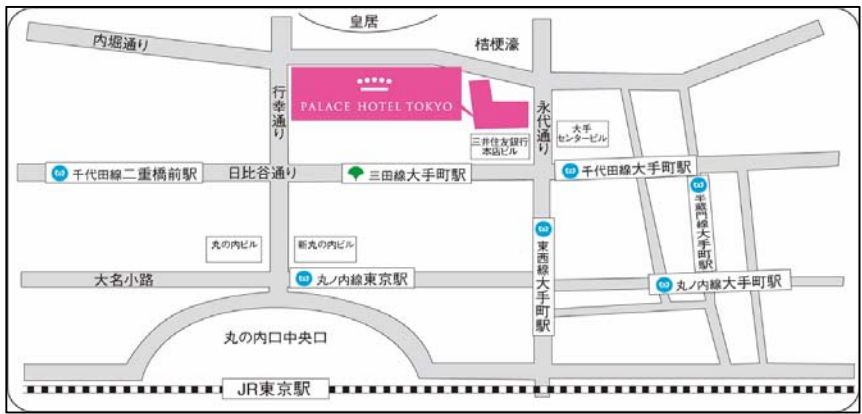 皇居
桔梗濠
内堀通り
PALACE HOTEL TOKYO
行幸通り
永代通り
三井住友銀行
本店ビル
大手
センタービル
千代田線二重橋前駅
日比谷通り
三田線大手町駅
千代田線大手町駅
半蔵門線大手町駅
丸の内ビル
新丸の内ビル
東西線大手町駅
大名小路
丸ノ内線東京駅
丸ノ内線大手町駅
丸の内口中央口
JR東京駅